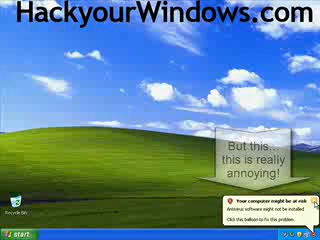 HackyourWindows.com
But this...
this is really
annoying!
Your computer might be at risk
Antivirus software might not be installed
Click this balloon to fix this problem.
Recycle Bin
start